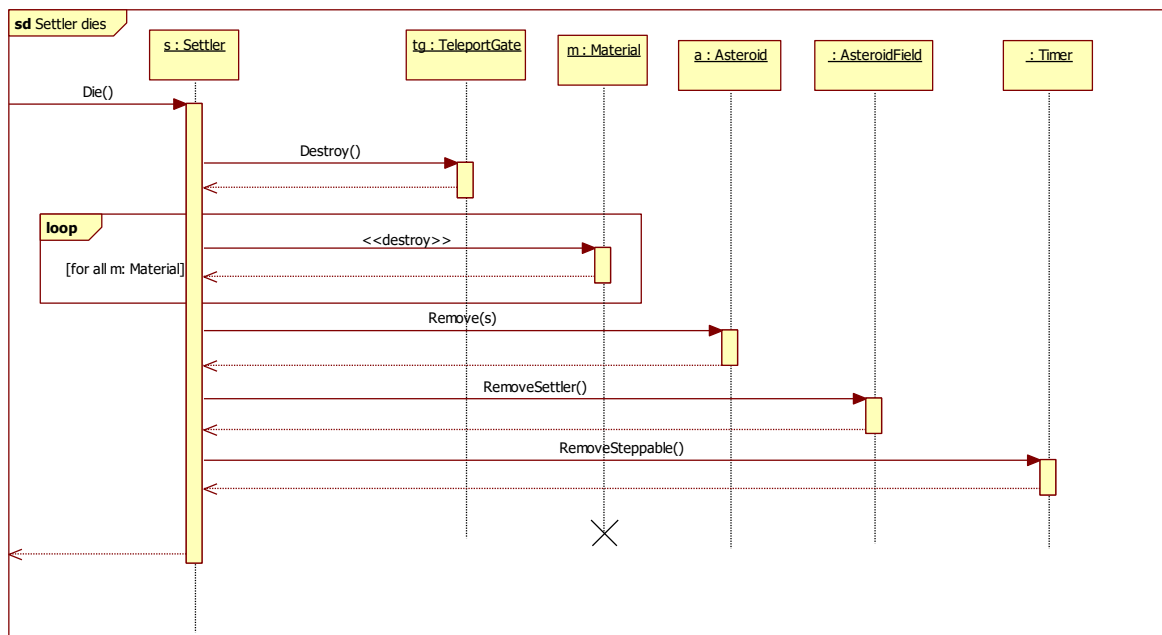 sd Settler dies
s : Settler
tg : TeleportGate
m : Material
a : Asteroid
: AsteroidField
: Timer
Die()
Destroy()
loop
<<destroy>>
[for all m: Material]
Remove(s)
RemoveSettler()
RemoveSteppable()